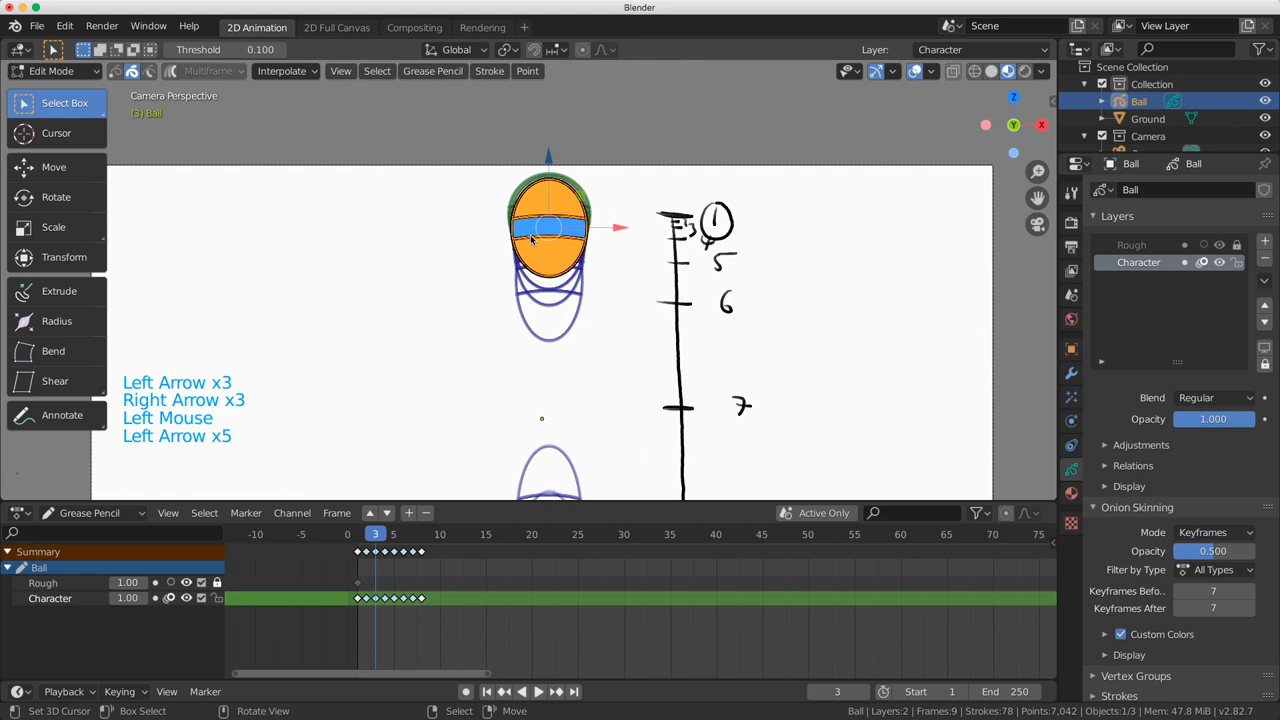 Blender
File Edit Render Window Help 2D Animation 2D Full Canvas Compositing Rendering + Scene View Layer
Threshold 0.100 Global Layer: Character
Edit Mode Multiframe Interpolate View Select Grease Pencil Stroke Point
Scene Collection
Collection
Ball
Ground
Camera
Select Box
Cursor
Move
Rotate
Scale
Transform
Extrude
Radius
Bend
Shear
Annotate
Camera Perspective
(3) Ball
Z
Y
X
1
3
4
5
6
7
Left Arrow x3
Right Arrow x3
Left Mouse
Left Arrow x5
Ball Ball
Ball
Layers
Rough
Character
Blend Regular
Opacity 1.000
Adjustments
Relations
Display
Onion Skinning
Mode Keyframes
Opacity 0.500
Filter by Type All Types
Keyframes Befo.. 7
Keyframes After 7
Custom Colors
Display
Vertex Groups
Strokes
Grease Pencil View Select Marker Channel Frame Active Only
-10 -5 0 3 5 10 15 20 25 30 35 40 45 50 55 60 65 70 75
Summary
Ball
Rough 1.00
Character 1.00
Playback Keying View Marker 3 Start 1 End 250
Set 3D Cursor Box Select Rotate View Select Move Ball | Layers:2 | Frames:9 | Strokes:78 | Points:7,042 | Objects:1/3 | Mem: 47.8 MiB | v2.82.7